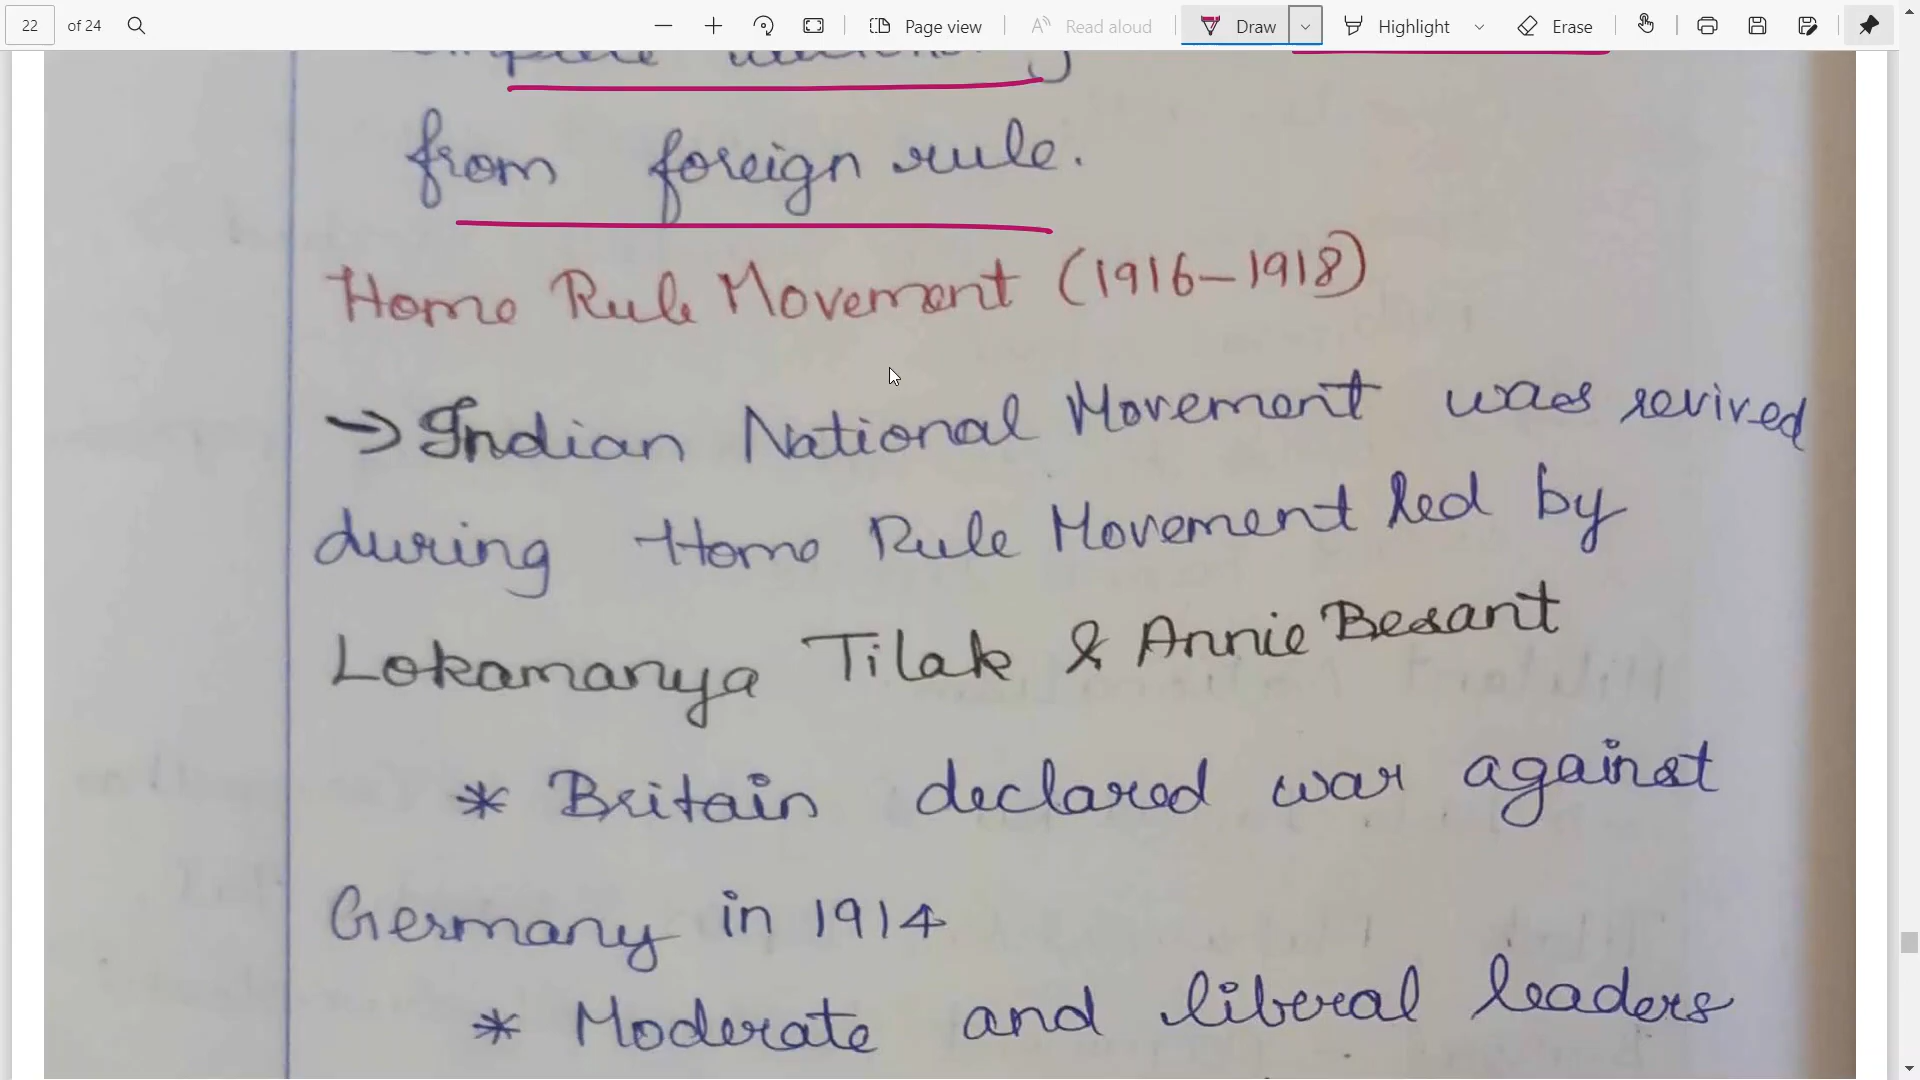 22 of 24 Page view Read aloud Draw Highlight Erase
from foreign rule.
Home Rule Movement (1916-1918)
→ Indian National Movement was revived
during Home Rule Movement led by
Lokamanya Tilak & Annie Besant
* Britain declared war against
Germany in 1914
* Moderate and liberal leaders